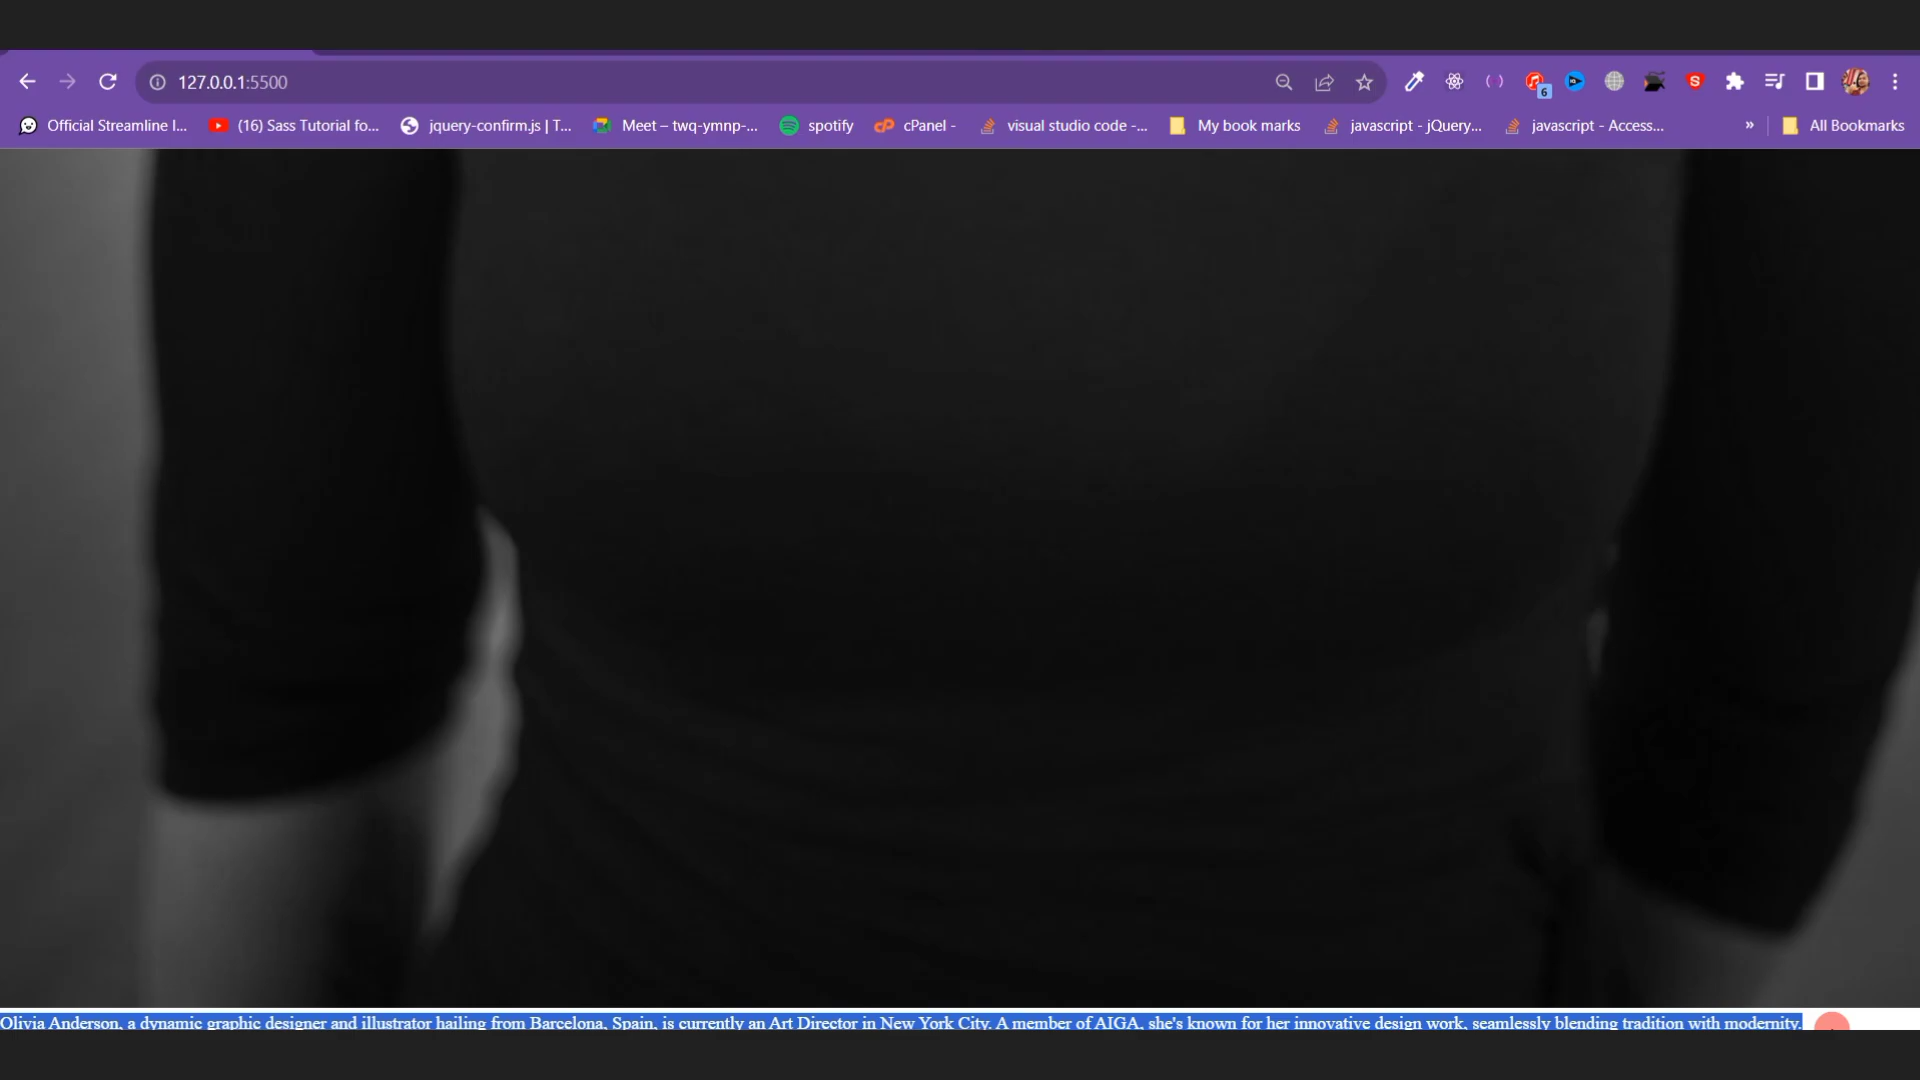 127.0.0.1:5500
6
Official Streamline I...
(16) Sass Tutorial fo...
jquery-confirm.js | T...
Meet – twq-ymnp-...
spotify
cPanel -
visual studio code -...
My book marks
javascript - jQuery...
javascript - Access...
»
All Bookmarks
Olivia Anderson, a dynamic graphic designer and illustrator hailing from Barcelona, Spain, is currently an Art Director in New York City. A member of AIGA, she's known for her innovative design work, seamlessly blending tradition with modernity.